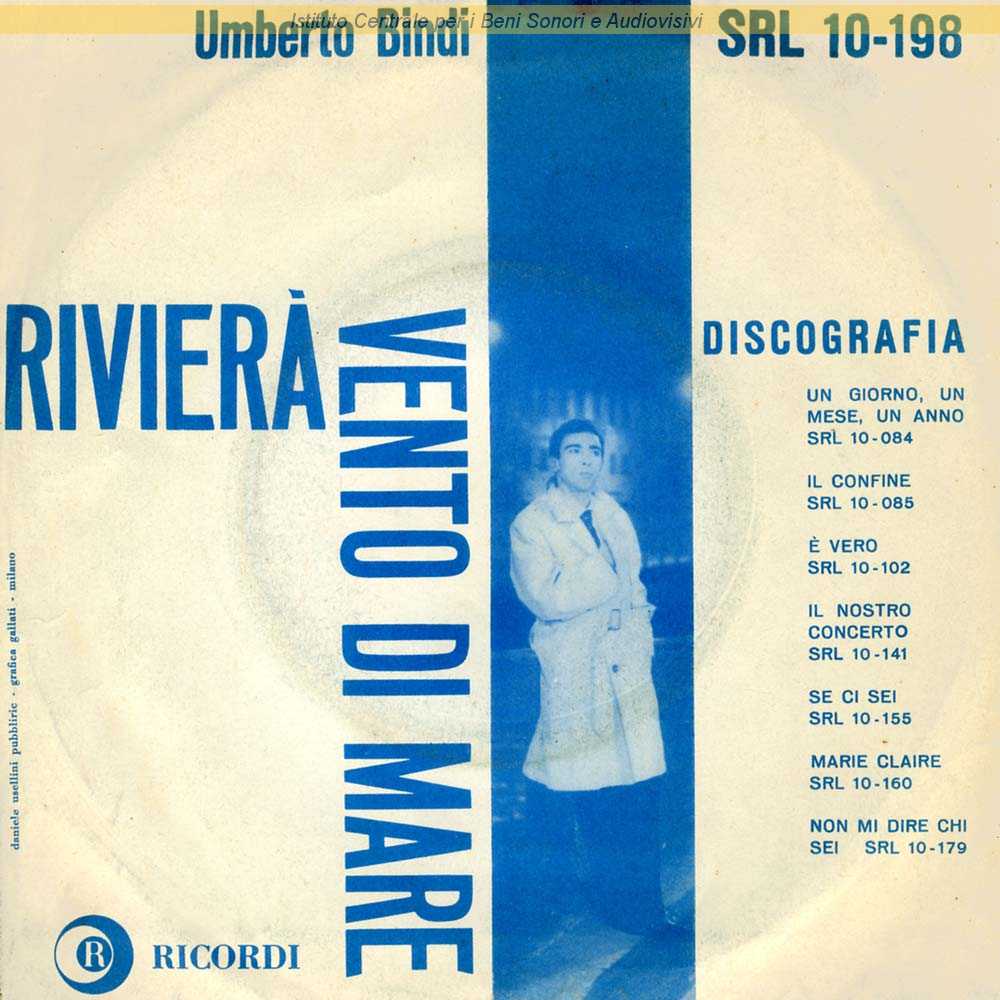 Istituto Centrale per i Beni Sonori e Audiovisivi
Umberto Bindi
SRL 10-198
RIVIERÀ
VENTO DI MARE
DISCOGRAFIA
UN GIORNO, UN
MESE, UN ANNO
SRL 10-084
IL CONFINE
SRL 10-085
È VERO
SRL 10-102
IL NOSTRO
CONCERTO
SRL 10-141
SE CI SEI
SRL 10-155
MARIE CLAIRE
SRL 10-160
NON MI DIRE CHI
SEI SRL 10-179
daniele usellini pubbliric - grafica gallati - milano
R
RICORDI